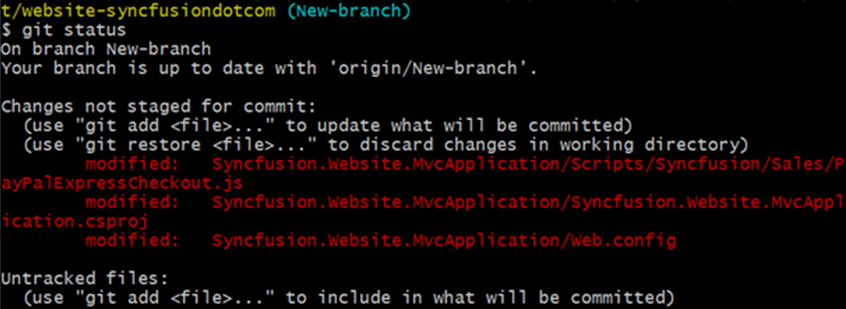 t/website-syncfusiondotcom (New-branch)
$ git status
On branch New-branch
Your branch is up to date with 'origin/New-branch'.
Changes not staged for commit:
(use "git add <file>..." to update what will be committed)
(use "git restore <file>..." to discard changes in working directory)
modified: Syncfusion.Website.MvcApplication/Scripts/Syncfusion/Sales/P
ayPalExpressCheckout.js
modified: Syncfusion.Website.MvcApplication/Syncfusion.Website.MvcAppl
ication.csproj
modified: Syncfusion.Website.MvcApplication/Web.config
Untracked files:
(use "git add <file>..." to include in what will be committed)